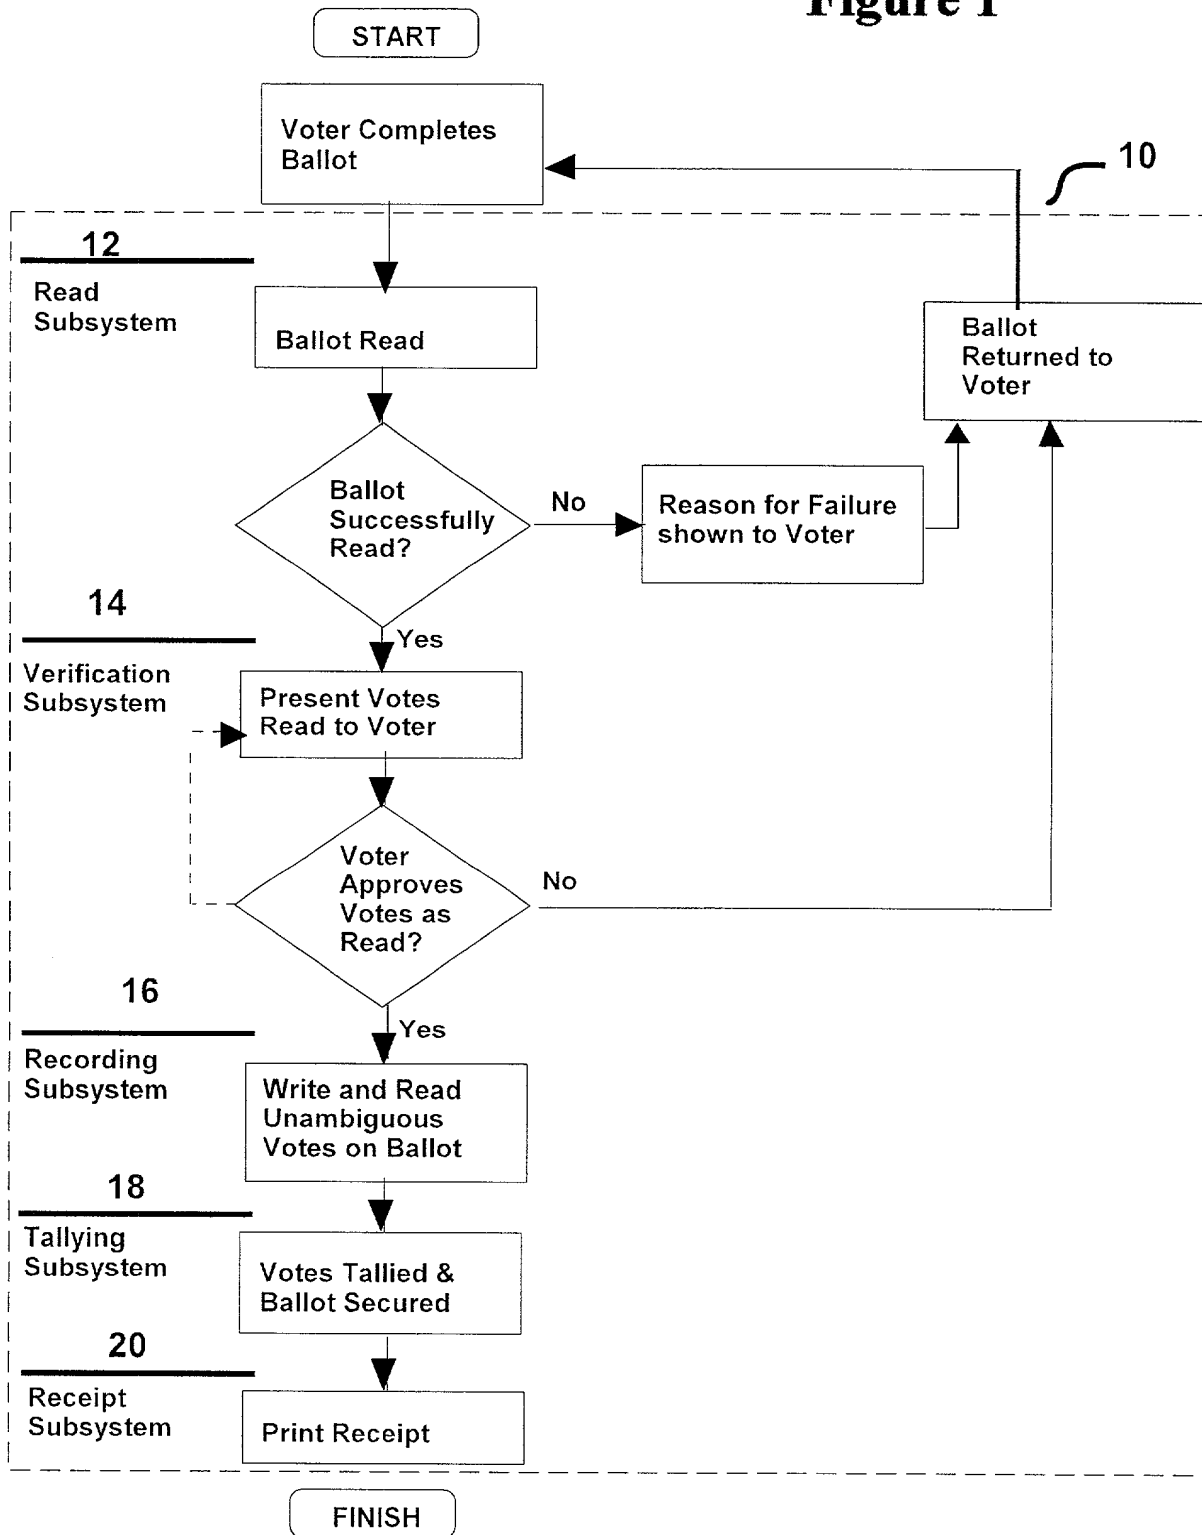 Figure 1
START
Voter Completes
Ballot
10
12
Read
Subsystem
Ballot Read
Ballot
Returned to
Voter
Ballot
Successfully
Read?
No
Reason for Failure
shown to Voter
14
Yes
Verification
Subsystem
Present Votes
Read to Voter
Voter
Approves
Votes as
Read?
No
16
Yes
Recording
Subsystem
Write and Read
Unambiguous
Votes on Ballot
18
Tallying
Subsystem
Votes Tallied &
Ballot Secured
20
Receipt
Subsystem
Print Receipt
FINISH